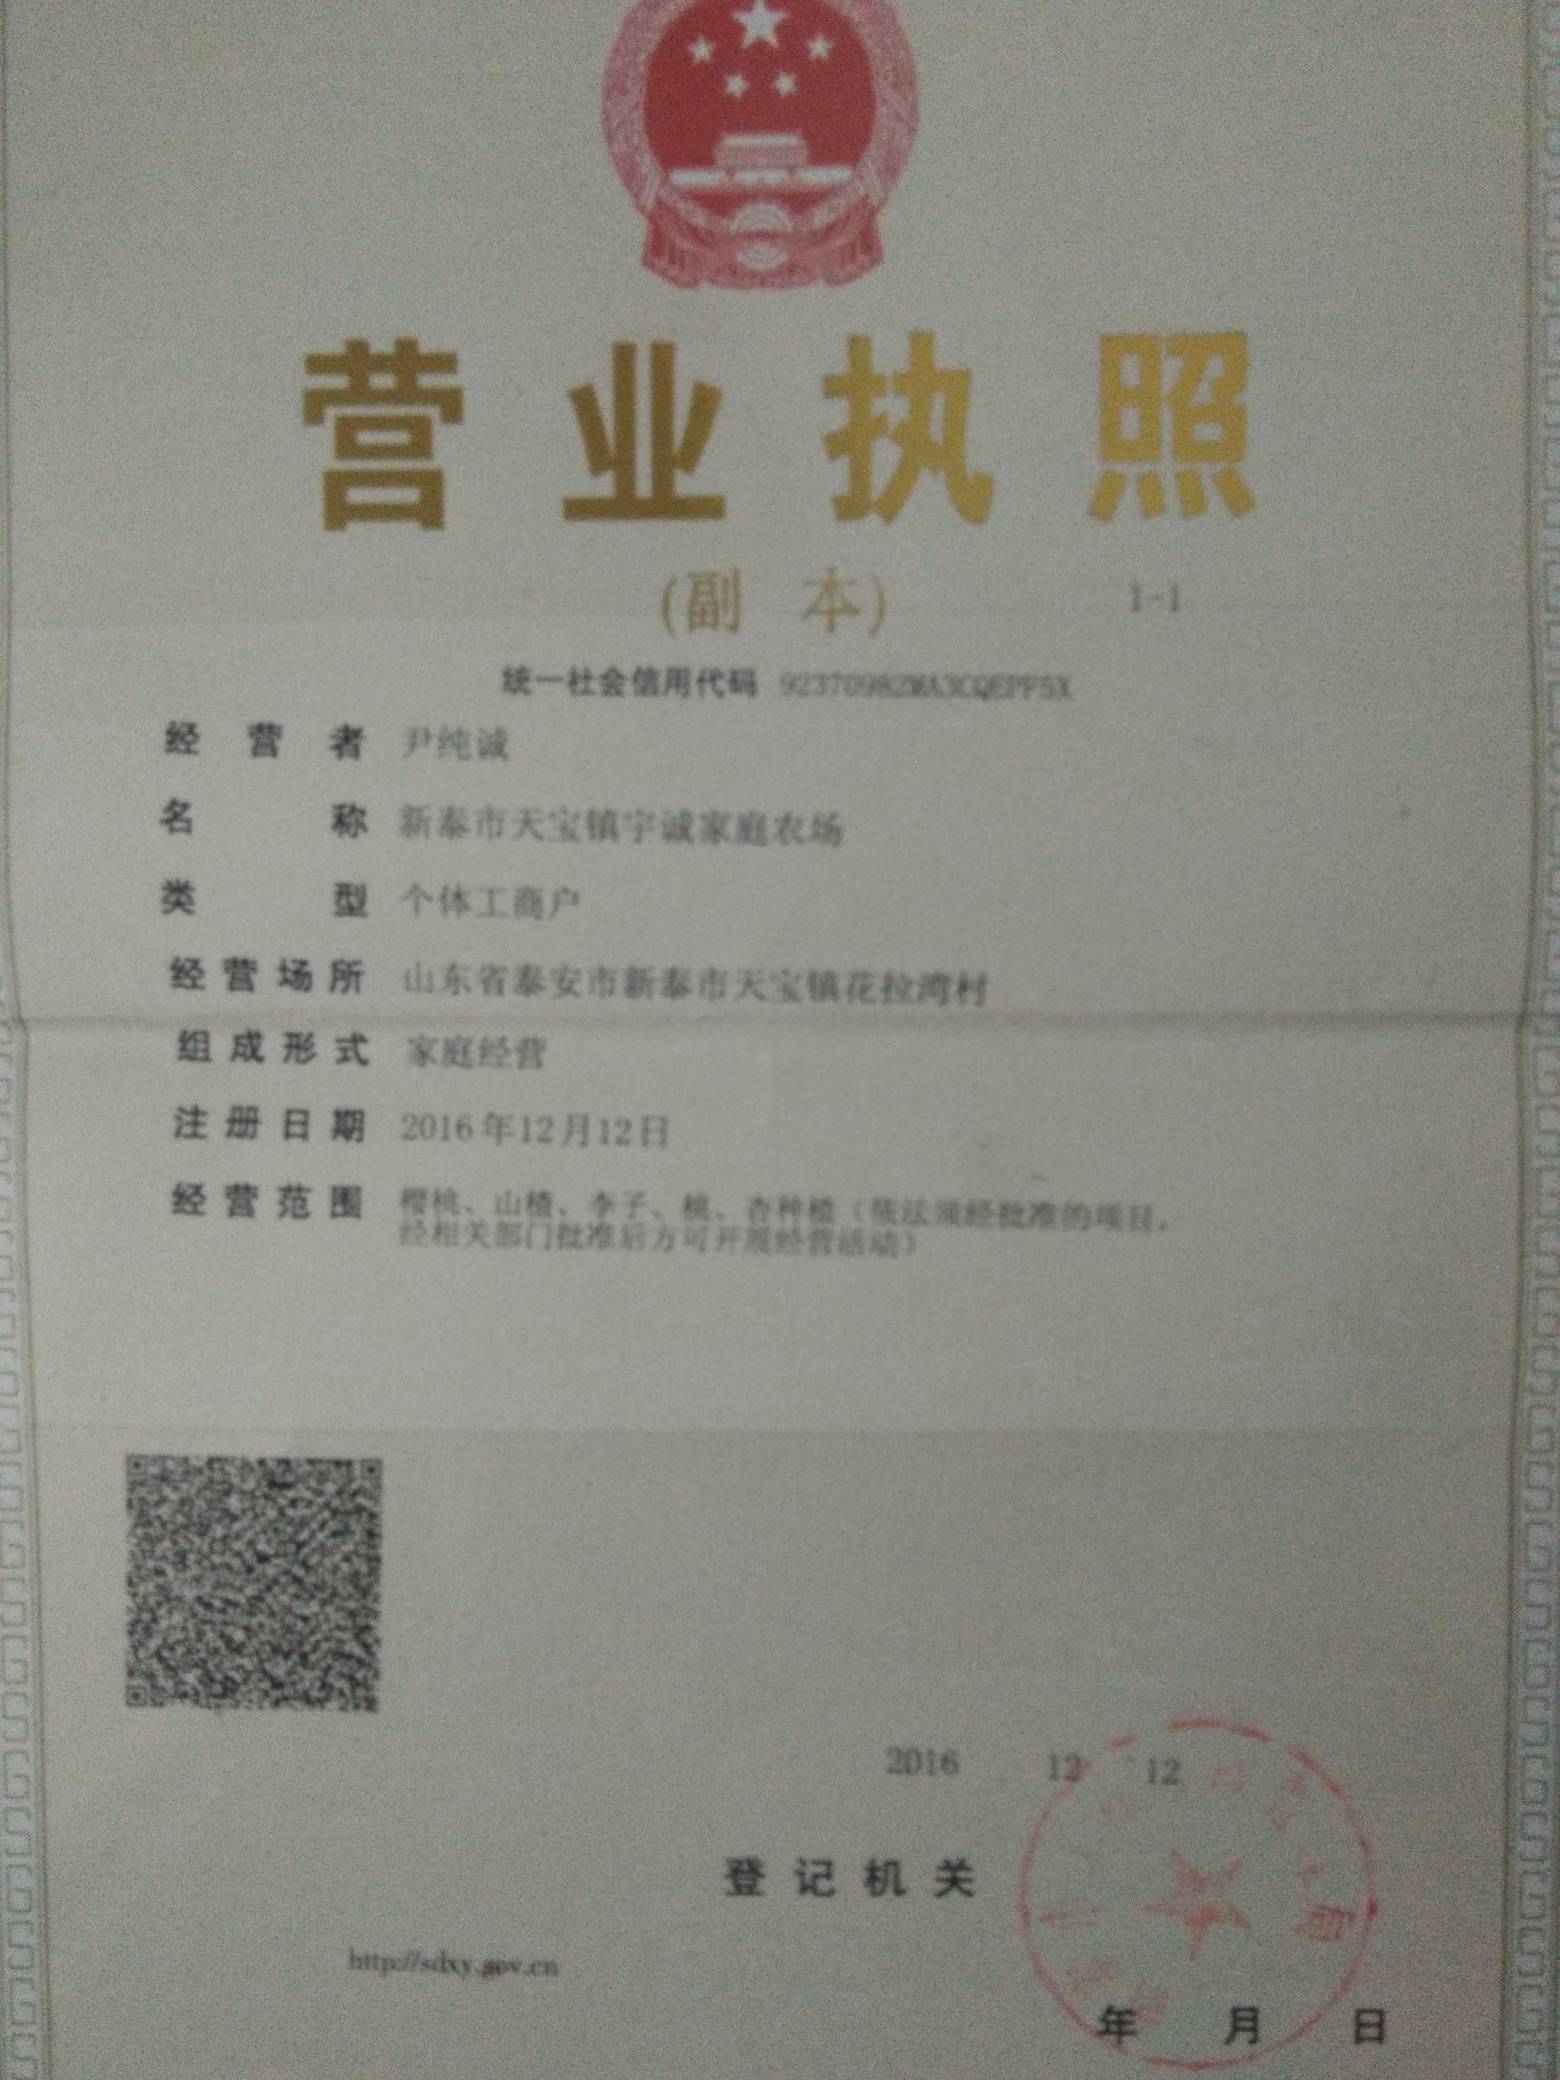 营业执照
(副 本) 1-1
统一社会信用代码 92370982MA3CQEPF5X
经营者 尹纯诚
名称 新泰市天宝镇宇诚家庭农场
类型 个体工商户
经营场所 山东省泰安市新泰市天宝镇花拉湾村
组成形式 家庭经营
注册日期 2016年12月12日
经营范围 樱桃、山楂、李子、桃、杏种植（依法须经批准的项目,
经相关部门批准后方可开展经营活动）
2016 12 12
登记机关
http://sdxy.gov.cn
年 月 日